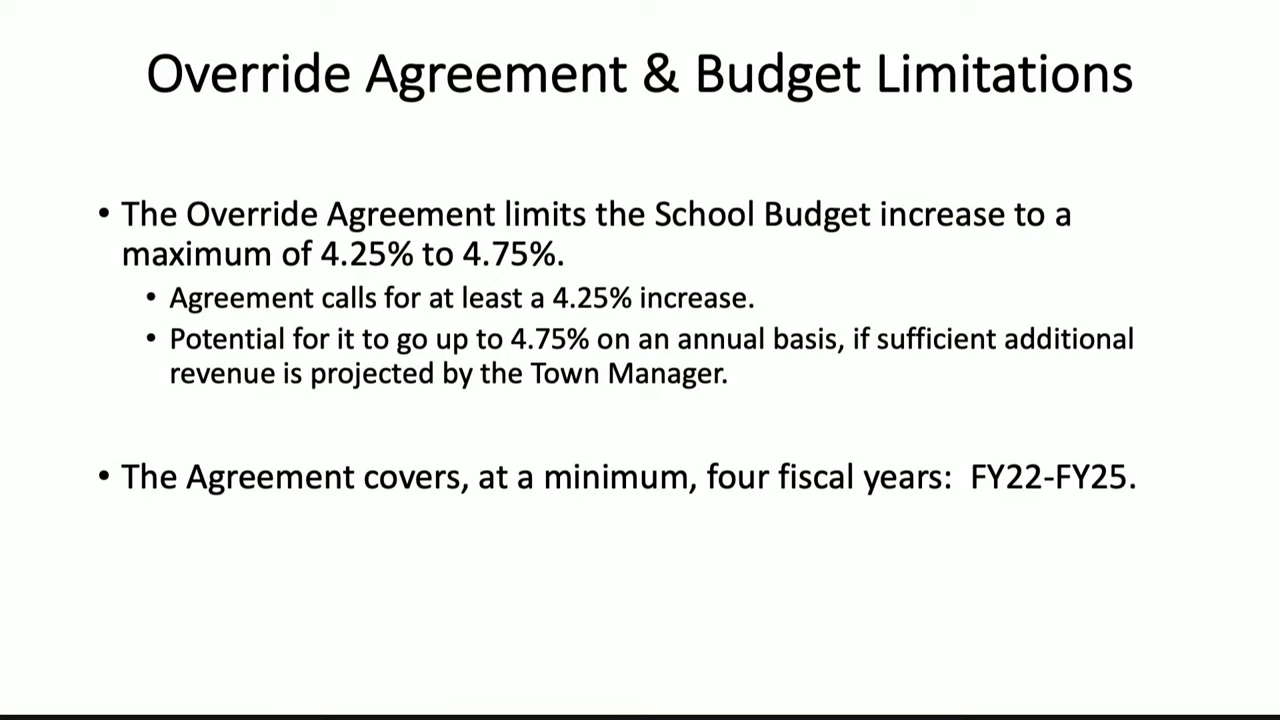 Override Agreement & Budget Limitations
• The Override Agreement limits the School Budget increase to a
maximum of 4.25% to 4.75%.
• Agreement calls for at least a 4.25% increase.
• Potential for it to go up to 4.75% on an annual basis, if sufficient additional
revenue is projected by the Town Manager.
• The Agreement covers, at a minimum, four fiscal years:  FY22-FY25.